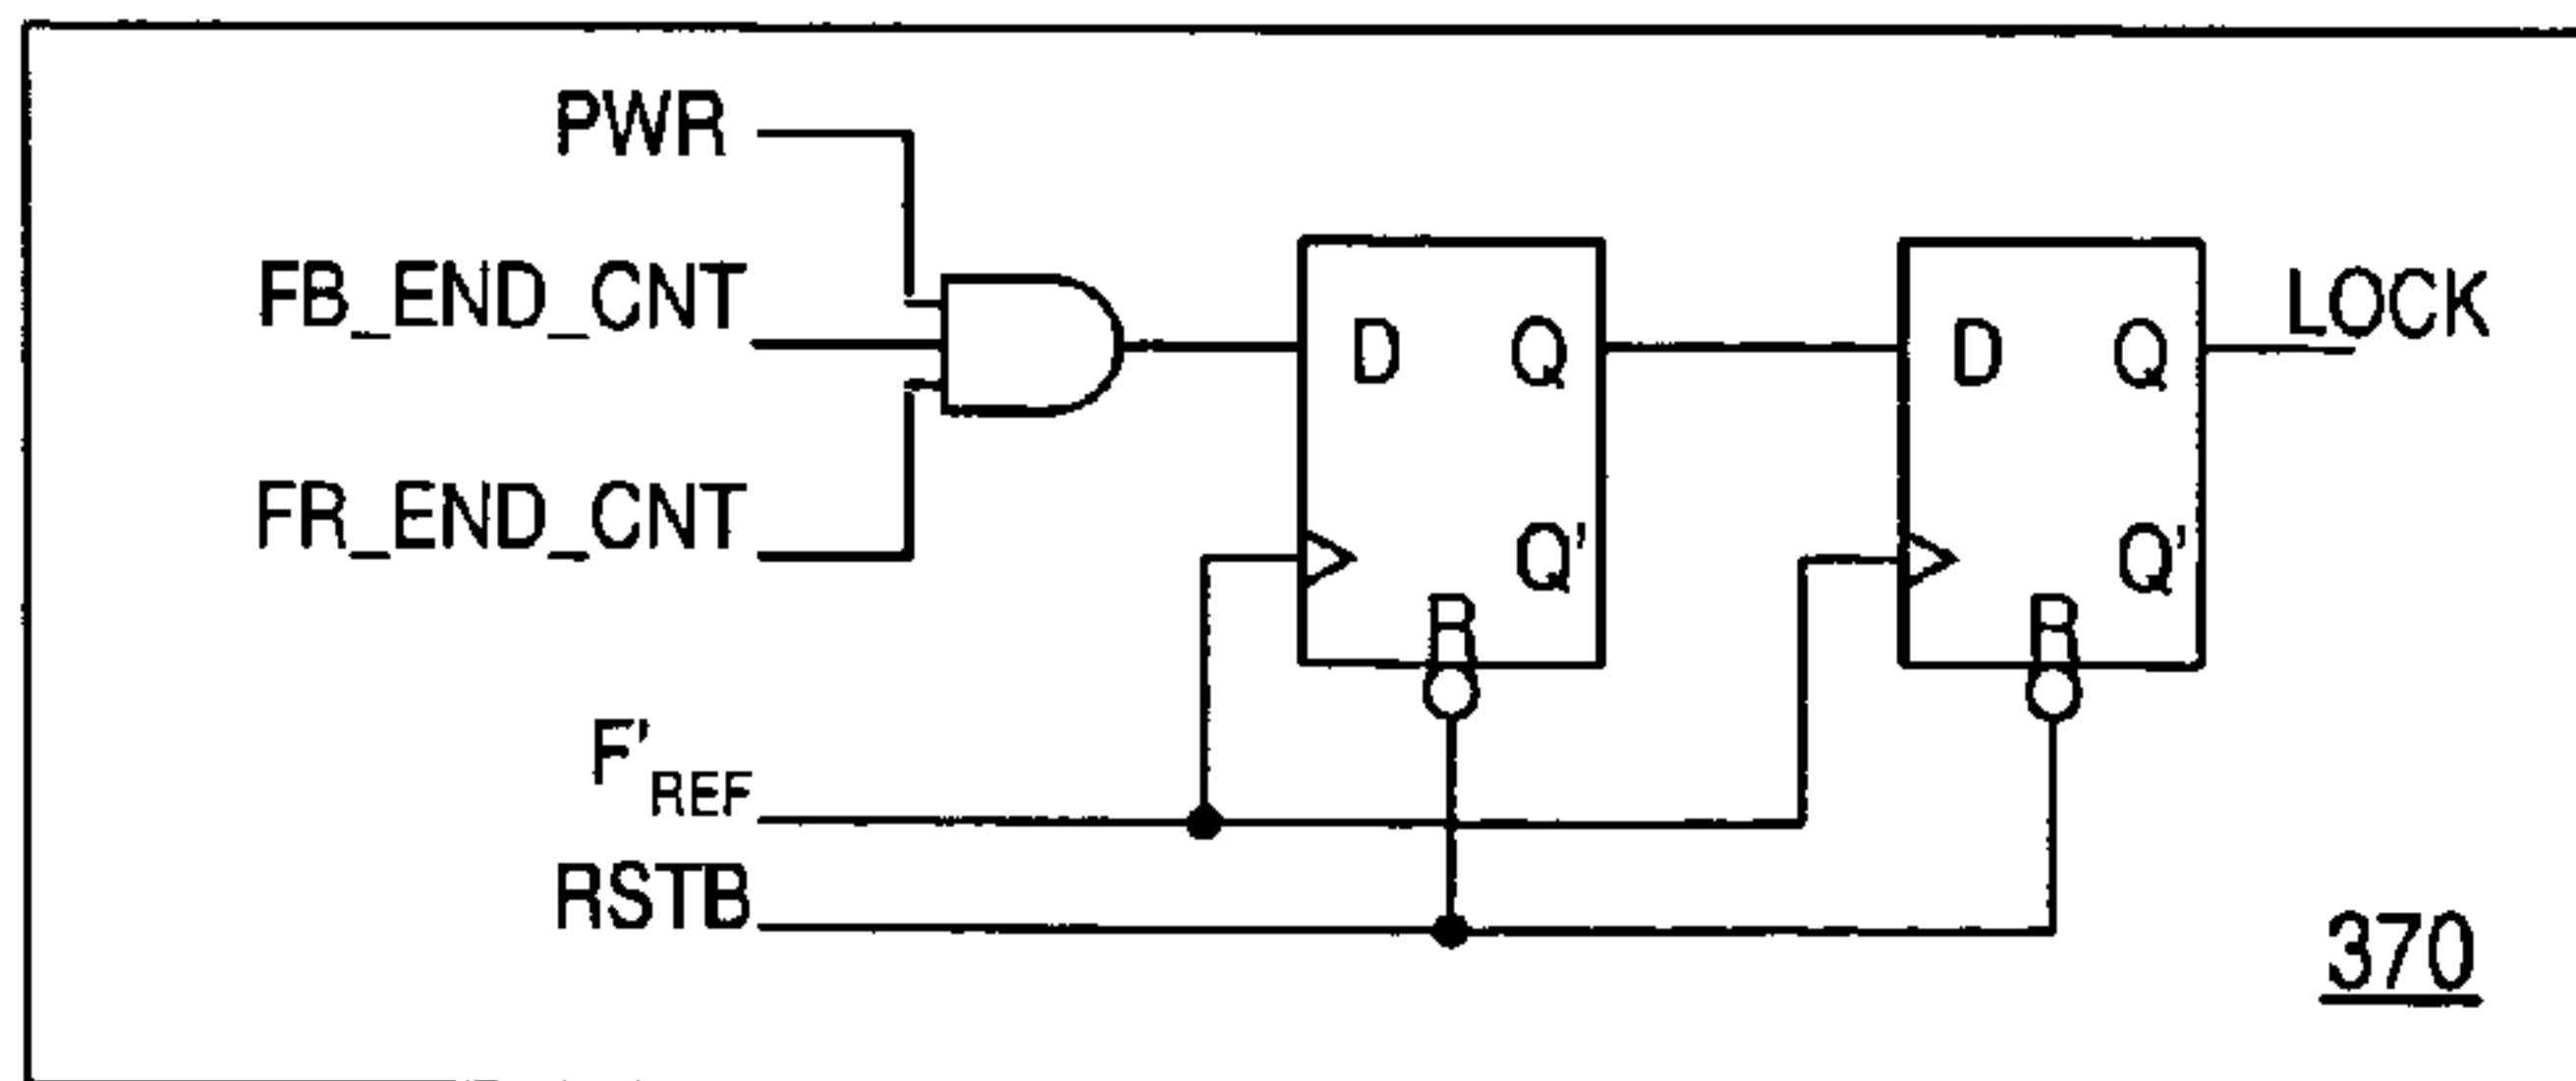 PWR
FB_END_CNT
FR_END_CNT
F'REF
RSTB
D Q
Q'
R
D Q
Q'
R
LOCK
370